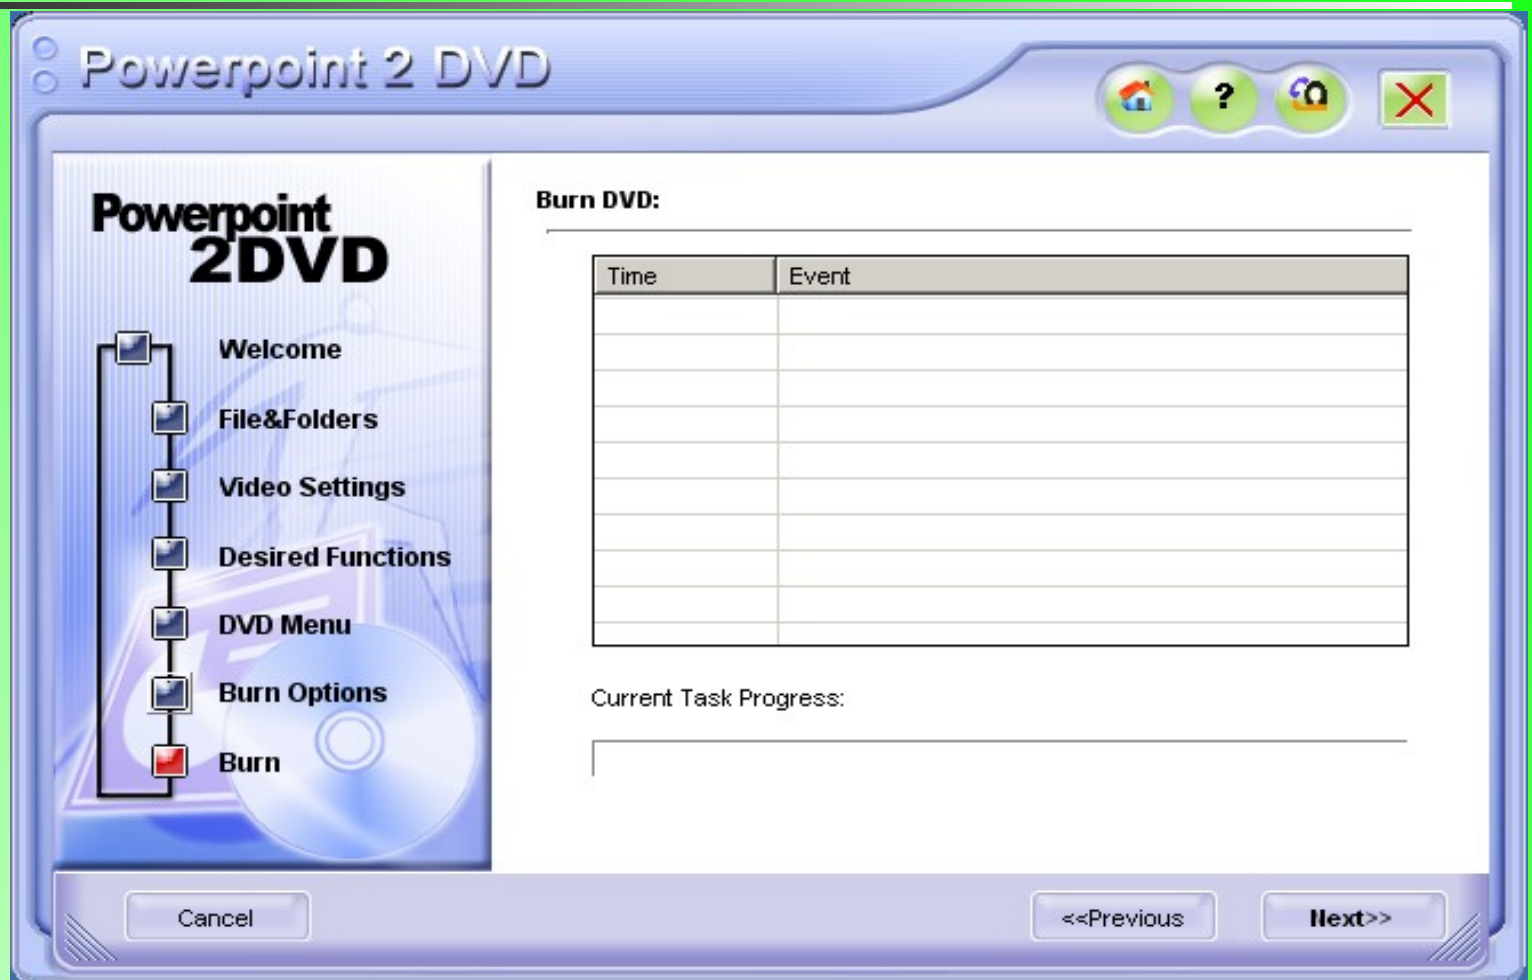 Powerpoint 2 DVD
?
Powerpoint
2DVD
Welcome
File&Folders
Video Settings
Desired Functions
DVD Menu
Burn Options
Burn
Burn DVD:
Time Event
Current Task Progress:
Cancel <<Previous Next>>